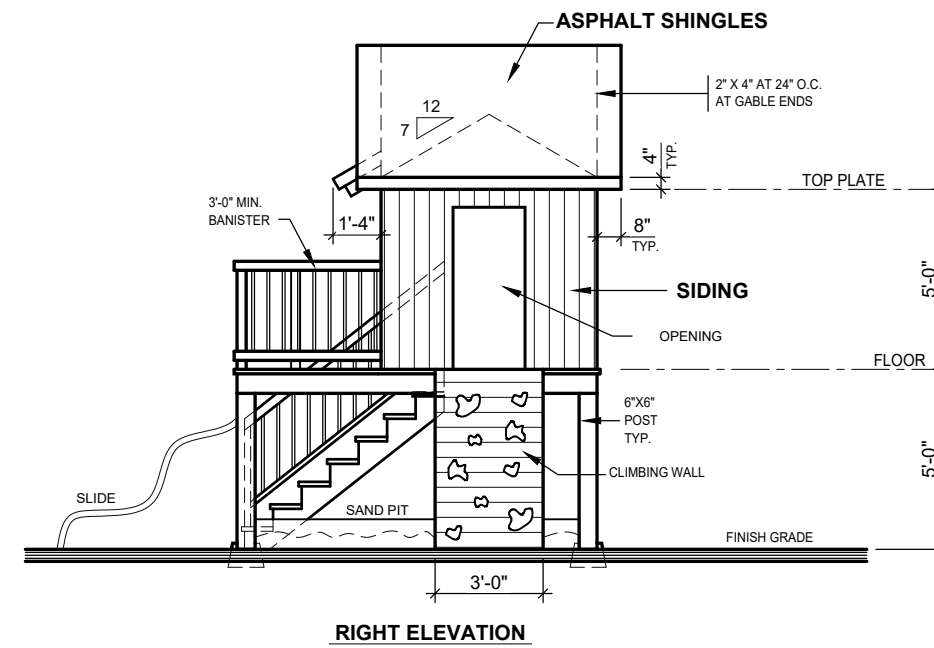 ASPHALT SHINGLES
2" X 4" AT 24" O.C.
AT GABLE ENDS
12
7
4"
TYP.
TOP PLATE
3'-0" MIN.
BANISTER
1'-4"
8"
TYP.
5'-0"
SIDING
OPENING
FLOOR
6"X6"
POST
TYP.
5'-0"
CLIMBING WALL
SLIDE
SAND PIT
FINISH GRADE
3'-0"
RIGHT ELEVATION